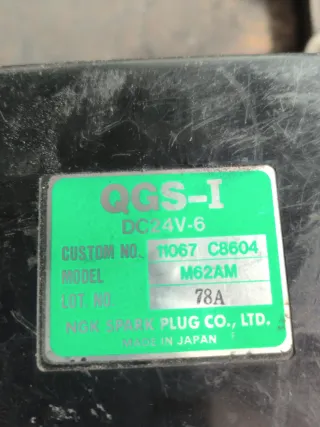 QGS-I
DC24V-6
CUSTOM NO. 11067 C8604
MODEL M62AM
LOT NO. 78A
NGK SPARK PLUG CO., LTD.
MADE IN JAPAN